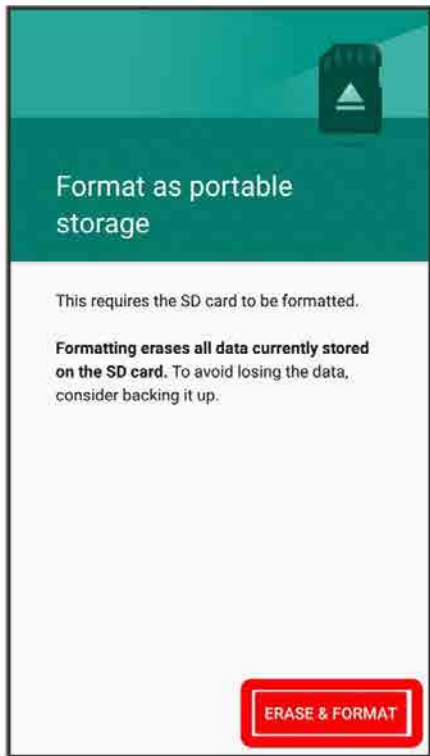 Format as portable
storage
This requires the SD card to be formatted.
Formatting erases all data currently stored
on the SD card. To avoid losing the data,
consider backing it up.
ERASE & FORMAT